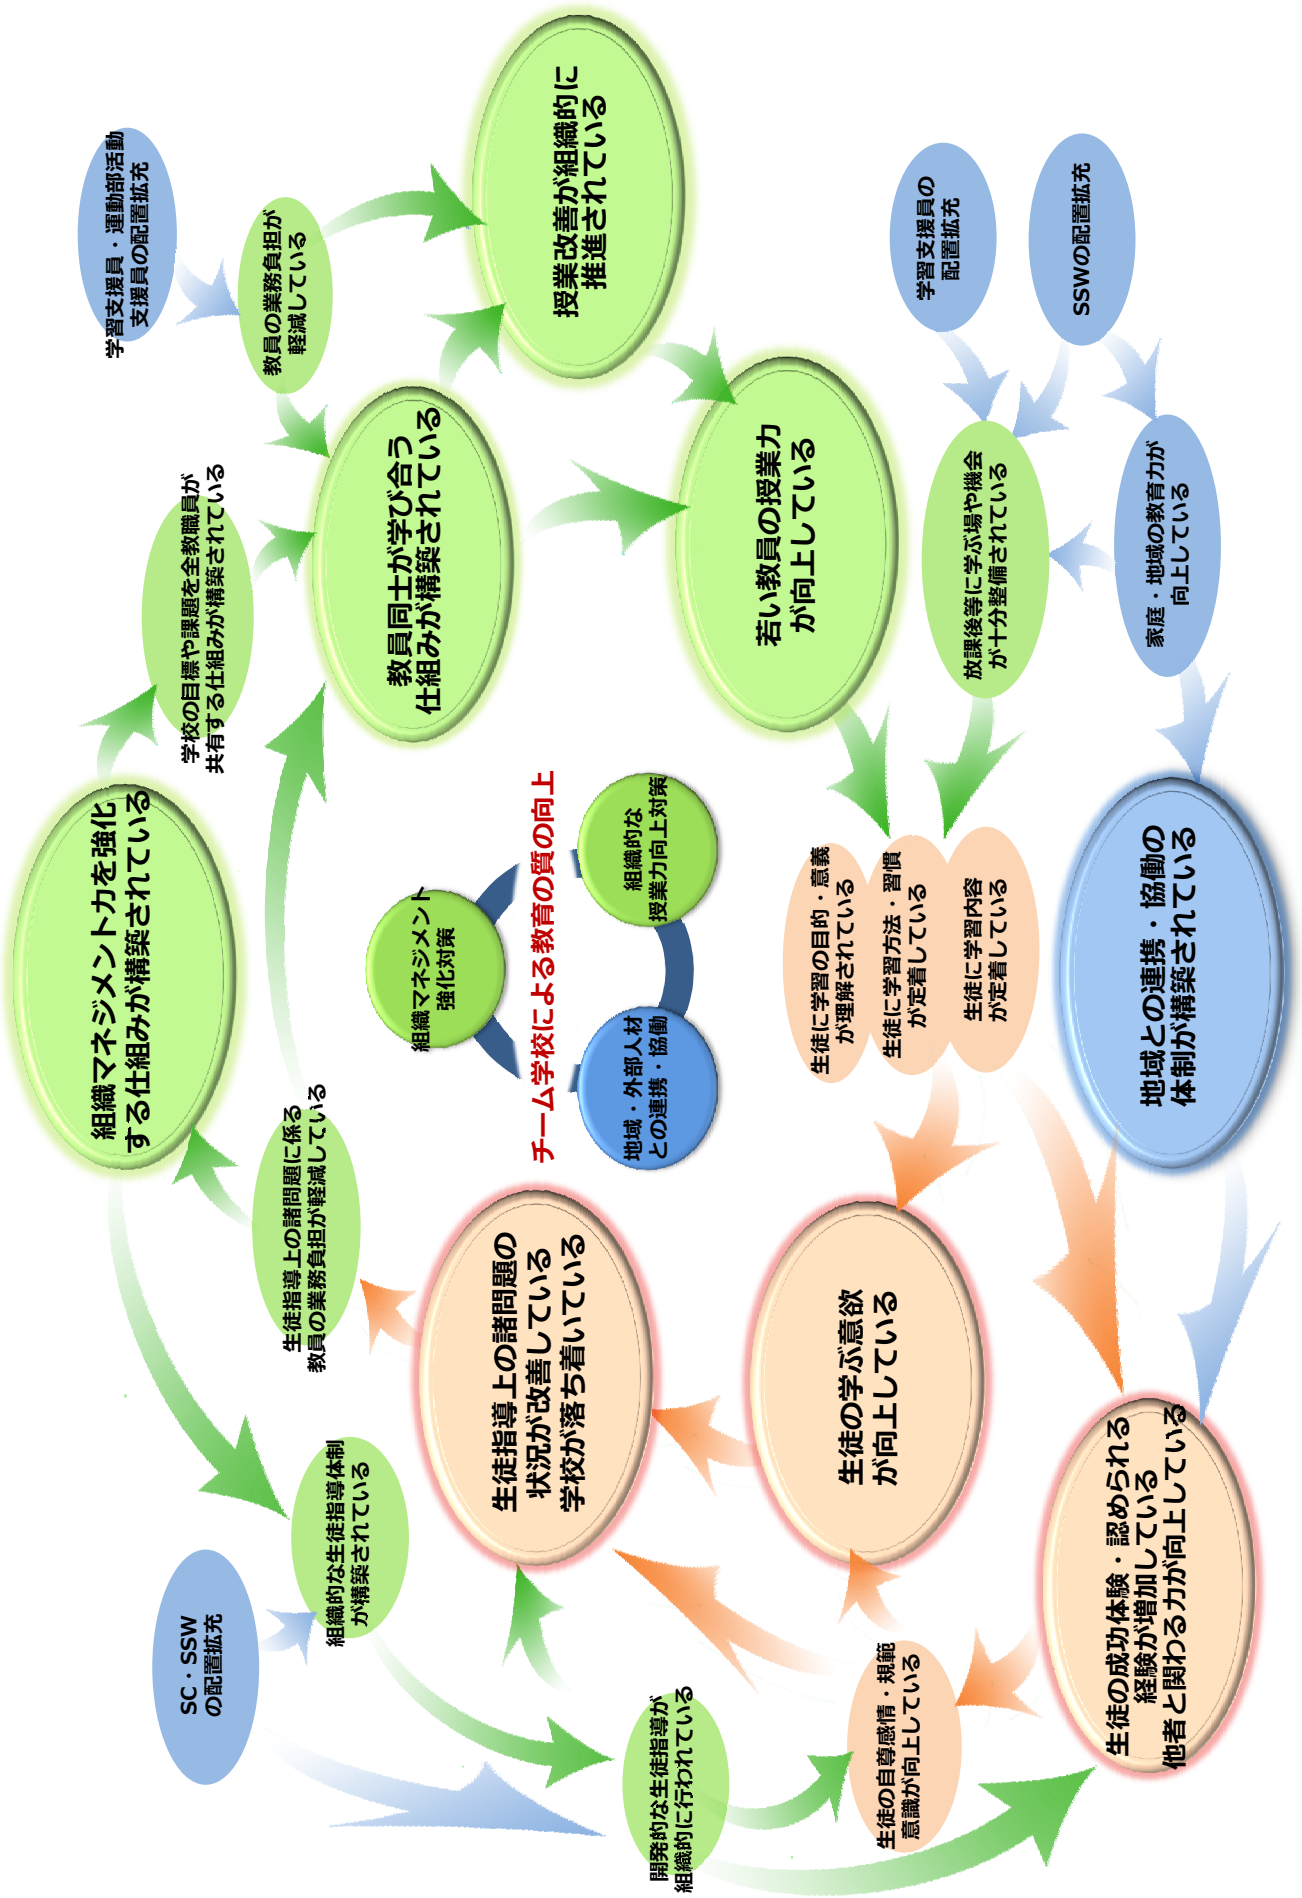 組織マネジメント力を強化
する仕組みが構築されている
学習支援員・運動部活動
支援員の配置拡充
SC・SSW
の配置拡充
学校の目標や課題を全教職員が
共有する仕組みが構築されている
教員の業務負担が
軽減している
生徒指導上の諸問題に係る
教員の業務負担が軽減している
組織的な生徒指導体制
が構築されている
教員同士が学び合う
仕組みが構築されている
組織マネジメント
強化対策
チーム学校による教育の質の向上
地域・外部人材
との連携・協働
組織的な
授業力向上対策
生徒指導上の諸問題の
状況が改善している
学校が落ち着いている
授業改善が組織的に
推進されている
開発的な生徒指導が
組織的に行われている
若い教員の授業力
が向上している
生徒の学ぶ意欲
が向上している
生徒に学習の目的・意義
が理解されている
生徒に学習方法・習慣
が定着している
生徒に学習内容
が定着している
生徒の自尊感情・規範
意識が向上している
学習支援員の
配置拡充
放課後等に学ぶ場や機会
が十分整備されている
SSWの配置拡充
生徒の成功体験・認められる
経験が増加している
他者と関わる力が向上している
地域との連携・協働の
体制が構築されている
家庭・地域の教育力が
向上している